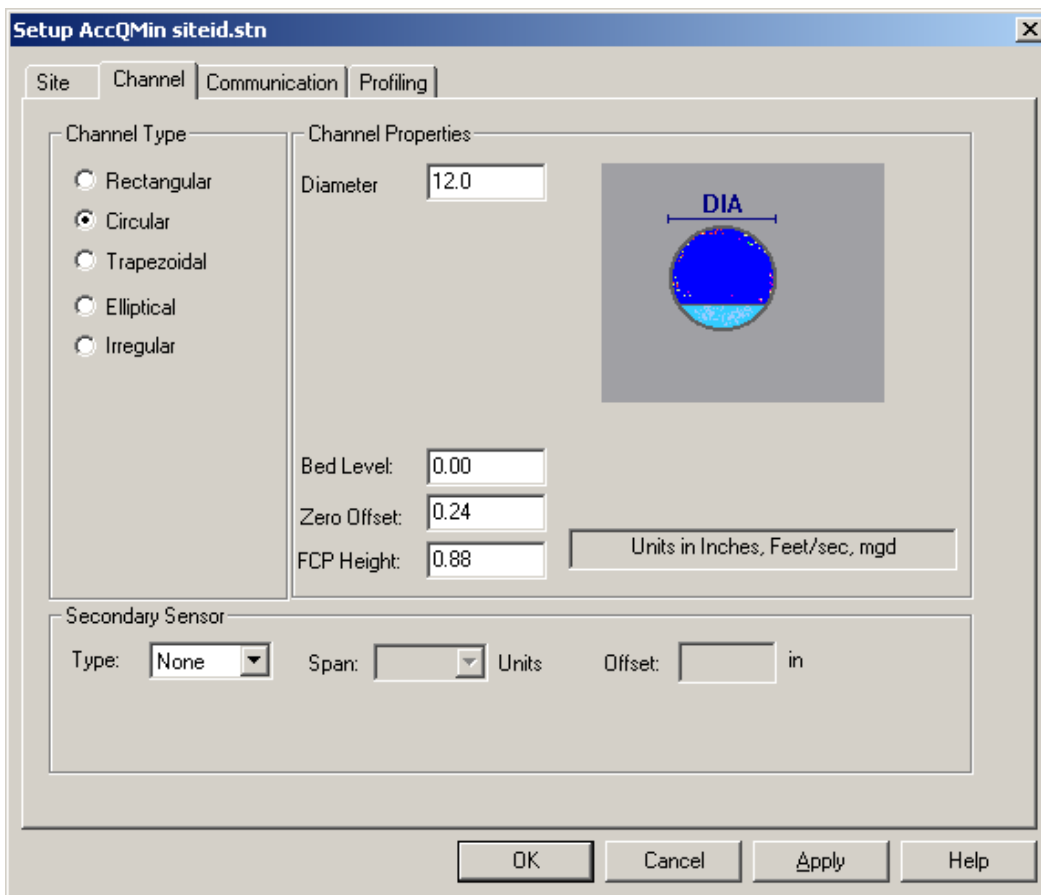 Setup AccQMin siteid.stn
Site Channel Communication Profiling
Channel Type
Rectangular
Circular
Trapezoidal
Elliptical
Irregular
Channel Properties
Diameter 12.0
DIA
Bed Level: 0.00
Zero Offset: 0.24
FCP Height: 0.88
Units in Inches, Feet/sec, mgd
Secondary Sensor
Type: None Span: Units Offset: in
OK Cancel Apply Help